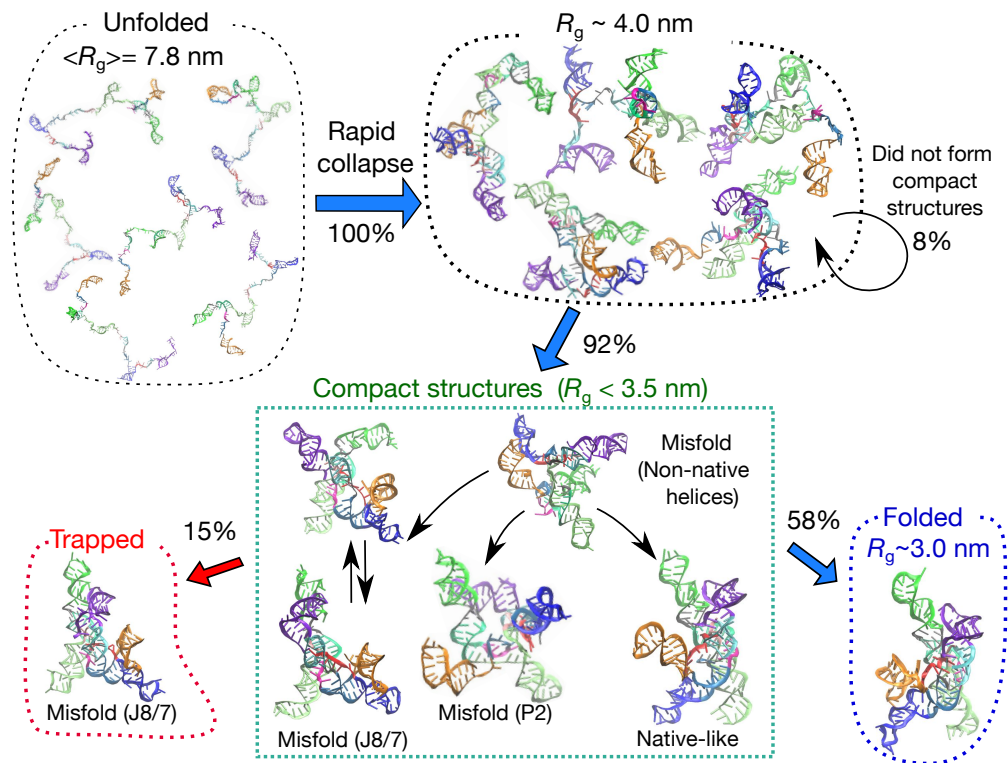 Unfolded
<Rg>= 7.8 nm
Rapid
collapse
100%
Rg ~ 4.0 nm
Did not form
compact
structures
8%
92%
Compact structures (Rg < 3.5 nm)
Misfold
(Non-native
helices)
Misfold (J8/7)
Misfold (P2)
Native-like
15%
Trapped
Misfold (J8/7)
58%
Folded
Rg~3.0 nm